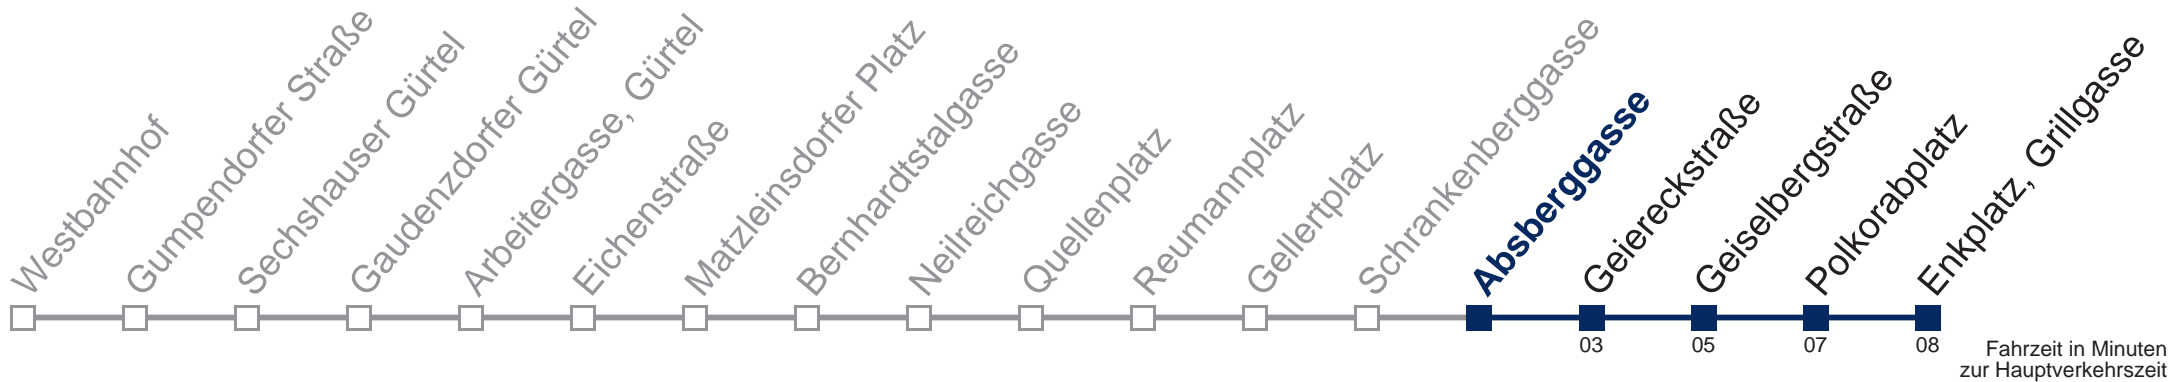 Westbahnhof
Gumpendorfer Straße
Sechshauser Gürtel
Gaudenzdorfer Gürtel
Arbeitergasse, Gürtel
Eichenstraße
Matzleinsdorfer Platz
Bernhardtstalgasse
Neilreichgasse
Quellenplatz
Reumannplatz
Gellertplatz
Schrankenberggasse
Absberggasse
Geiereckstraße
Geiselbergstraße
Polkorabplatz
Enkplatz, Grillgasse
03
05
07
08
Fahrzeit in Minuten
zur Hauptverkehrszeit